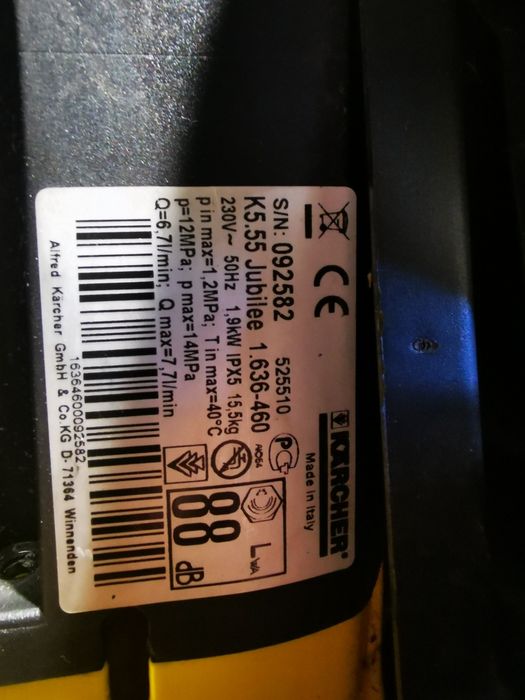 KÄRCHER
Made in Italy
S/N: 092582 525510
K5.55 Jubilee 1.636-460
230V~ 50Hz 1,9kW IPX5 15,5kg
p in max=1,2MPa; T in max=40°C
p=12MPa; p max=14MPa
Q=6,7l/min; Q max=7,7l/min
LWA
88 dB
16364600092582
Alfred Kärcher GmbH & Co.KG D- 71364 Winnenden